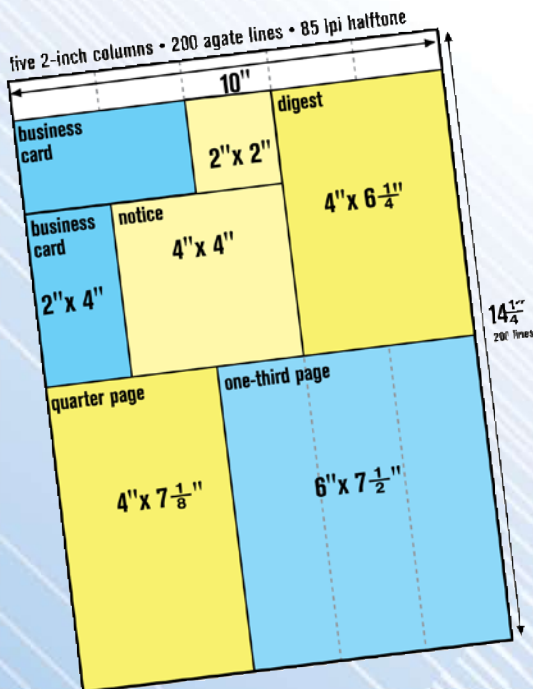 five 2-inch columns • 200 agate lines • 85 lpi halftone
10"
business
card
2"x 2"
digest
4"x 6 1/4"
business
card
2"x 4"
notice
4"x 4"
14 1/4"
200 lines
quarter page
4"x 7 1/8"
one-third page
6"x 7 1/2"